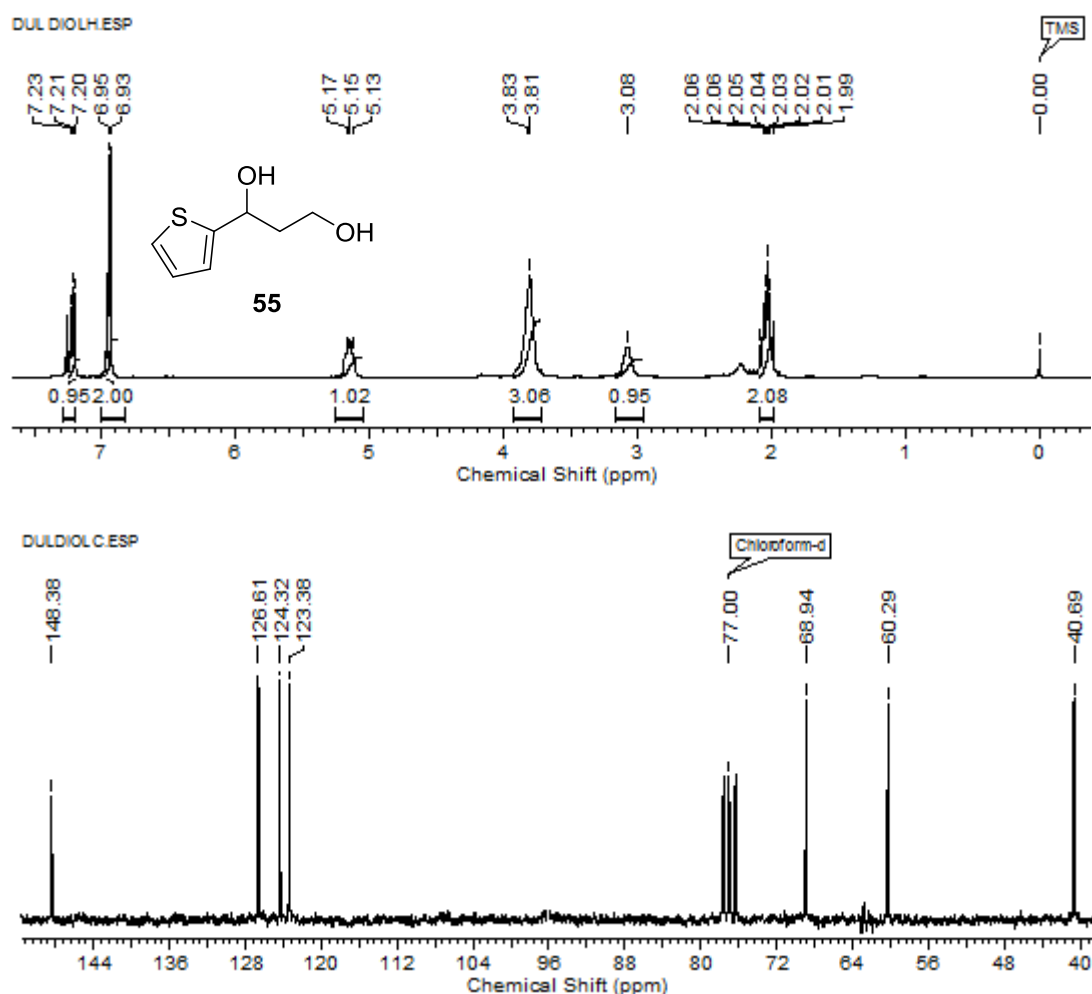 DUL DIOLH.ESP
TMS
7.23
7.21
7.20
6.95
6.93
5.17
5.15
5.13
3.83
3.81
3.08
2.06
2.06
2.05
2.04
2.03
2.02
2.01
1.99
0.00
OH
S
OH
55
0.95 2.00 1.02 3.06 0.95 2.08
7 6 5 4 3 2 1 0
Chemical Shift (ppm)
DULDIOLC.ESP
Chloroform-d
148.38
126.61
124.32
123.38
77.00
68.94
60.29
40.69
144 136 128 120 112 104 96 88 80 72 64 56 48 40
Chemical Shift (ppm)